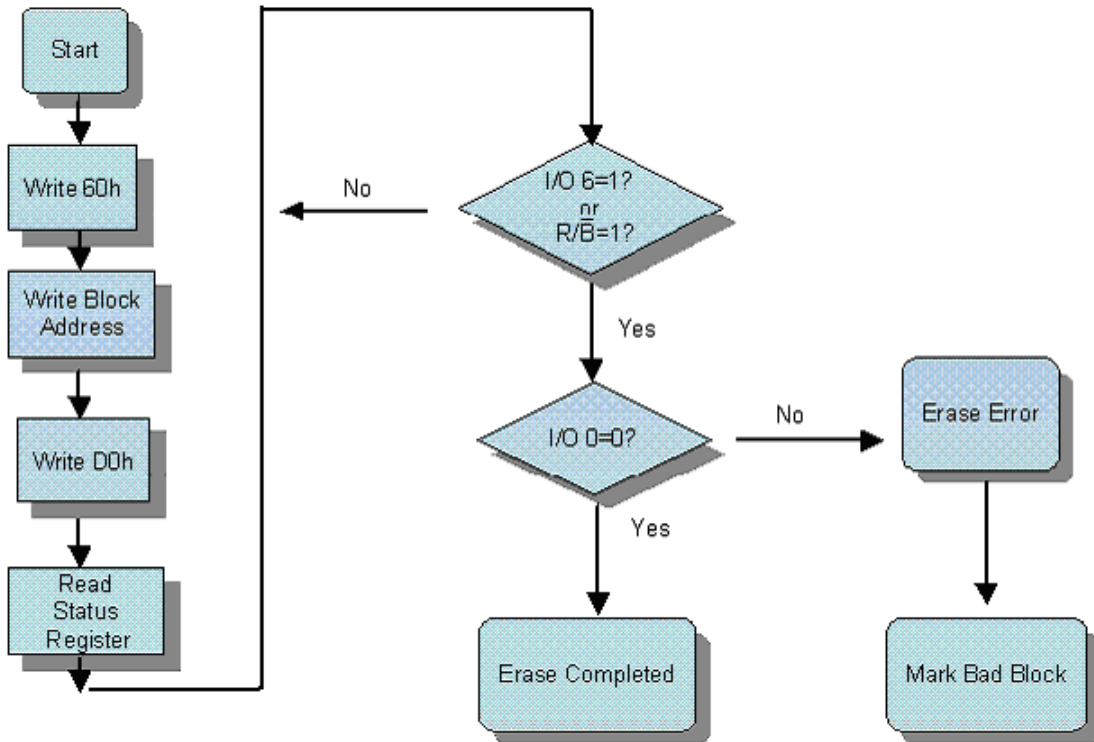 Start
Write 60h
Write Block
Address
Write D0h
Read
Status
Register
I/O 6=1?
or
R/B̅=1?
No
Yes
I/O 0=0?
No
Yes
Erase Error
Erase Completed
Mark Bad Block